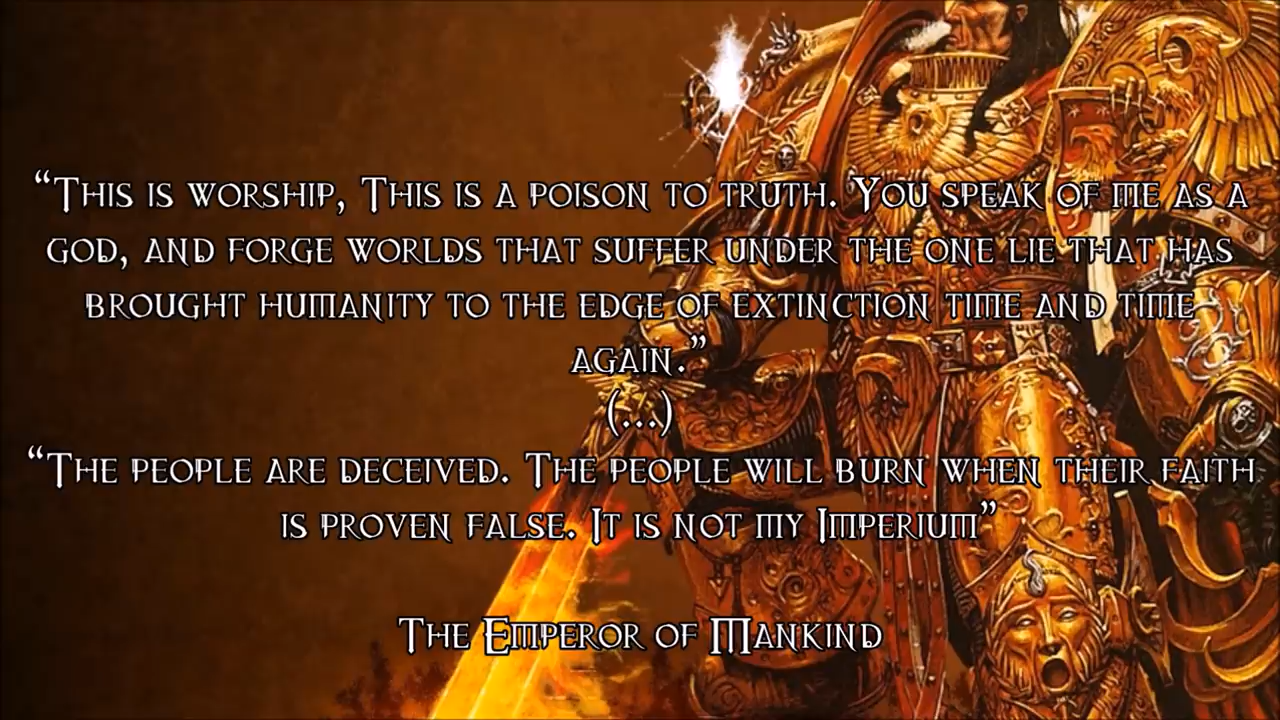 “This is worship, This is a poison to truth. You speak of me as a
god, and forge worlds that suffer under the one lie that has
brought humanity to the edge of extinction time and time
again.”
(...)
“The people are deceived. The people will burn when their faith
is proven false. It is not my Imperium”
The Emperor of Mankind